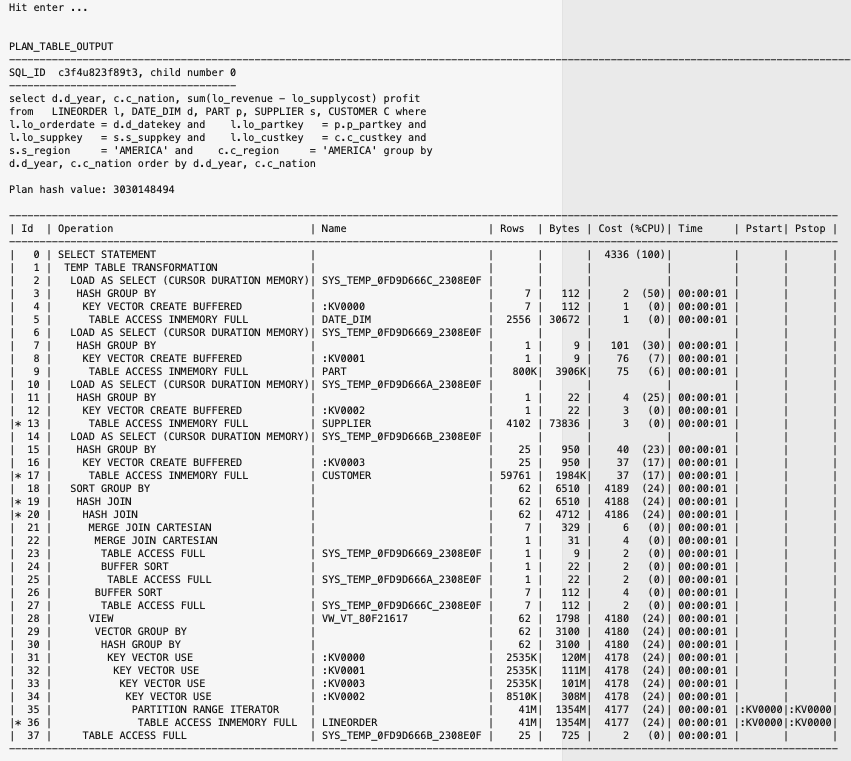 Hit enter ...
PLAN_TABLE_OUTPUT
--------------------------------------------------------------------------------
SQL_ID  c3f4u823f89t3, child number 0
-------------------------------------
select d.d_year, c.c_nation, sum(lo_revenue - lo_supplycost) profit
from   LINEORDER l, DATE_DIM d, PART p, SUPPLIER s, CUSTOMER C where
l.lo_orderdate = d.d_datekey and    l.lo_partkey   = p.p_partkey and
l.lo_suppkey   = s.s_suppkey and    l.lo_custkey   = c.c_custkey and
s.s_region     = 'AMERICA' and    c.c_region     = 'AMERICA' group by
d.d_year, c.c_nation order by d.d_year, c.c_nation
Plan hash value: 3030148494
| Id  | Operation                                | Name                      | Rows  | Bytes | Cost (%CPU)| Time     | Pstart| Pstop |
|   0 | SELECT STATEMENT                         |                           |       |       |  4336 (100)|          |       |       |
|   1 |  TEMP TABLE TRANSFORMATION               |                           |       |       |            |          |       |       |
|   2 |   LOAD AS SELECT (CURSOR DURATION MEMORY)| SYS_TEMP_0FD9D666C_2308E0F |       |       |            |          |       |       |
|   3 |    HASH GROUP BY                         |                           |     7 |   112 |     2  (50)| 00:00:01 |       |       |
|   4 |     KEY VECTOR CREATE BUFFERED           | :KV0000                   |     7 |   112 |     1   (0)| 00:00:01 |       |       |
|   5 |      TABLE ACCESS INMEMORY FULL          | DATE_DIM                  |  2556 | 30672 |     1   (0)| 00:00:01 |       |       |
|   6 |   LOAD AS SELECT (CURSOR DURATION MEMORY)| SYS_TEMP_0FD9D6669_2308E0F |       |       |            |          |       |       |
|   7 |    HASH GROUP BY                         |                           |     1 |     9 |   101  (30)| 00:00:01 |       |       |
|   8 |     KEY VECTOR CREATE BUFFERED           | :KV0001                   |     1 |     9 |    76   (7)| 00:00:01 |       |       |
|   9 |      TABLE ACCESS INMEMORY FULL          | PART                      |   800K|  3906K|    75   (6)| 00:00:01 |       |       |
|  10 |   LOAD AS SELECT (CURSOR DURATION MEMORY)| SYS_TEMP_0FD9D666A_2308E0F |       |       |            |          |       |       |
|  11 |    HASH GROUP BY                         |                           |     1 |    22 |     4  (25)| 00:00:01 |       |       |
|  12 |     KEY VECTOR CREATE BUFFERED           | :KV0002                   |     1 |    22 |     3   (0)| 00:00:01 |       |       |
|* 13 |      TABLE ACCESS INMEMORY FULL          | SUPPLIER                  |  4102 | 73836 |     3   (0)| 00:00:01 |       |       |
|  14 |   LOAD AS SELECT (CURSOR DURATION MEMORY)| SYS_TEMP_0FD9D666B_2308E0F |       |       |            |          |       |       |
|  15 |    HASH GROUP BY                         |                           |    25 |   950 |    40  (23)| 00:00:01 |       |       |
|  16 |     KEY VECTOR CREATE BUFFERED           | :KV0003                   |    25 |   950 |    37  (17)| 00:00:01 |       |       |
|* 17 |      TABLE ACCESS INMEMORY FULL          | CUSTOMER                  | 59761 |  1984K|    37  (17)| 00:00:01 |       |       |
|  18 |   SORT GROUP BY                          |                           |    62 |  6510 |  4189  (24)| 00:00:01 |       |       |
|* 19 |    HASH JOIN                             |                           |    62 |  6510 |  4188  (24)| 00:00:01 |       |       |
|* 20 |     HASH JOIN                            |                           |    62 |  4712 |  4186  (24)| 00:00:01 |       |       |
|  21 |      MERGE JOIN CARTESIAN                |                           |     7 |   329 |     6   (0)| 00:00:01 |       |       |
|  22 |       MERGE JOIN CARTESIAN               |                           |     1 |    31 |     4   (0)| 00:00:01 |       |       |
|  23 |        TABLE ACCESS FULL                 | SYS_TEMP_0FD9D6669_2308E0F |     1 |     9 |     2   (0)| 00:00:01 |       |       |
|  24 |        BUFFER SORT                       |                           |     1 |    22 |     2   (0)| 00:00:01 |       |       |
|  25 |         TABLE ACCESS FULL                | SYS_TEMP_0FD9D666A_2308E0F |     1 |    22 |     2   (0)| 00:00:01 |       |       |
|  26 |       BUFFER SORT                        |                           |     7 |   112 |     4   (0)| 00:00:01 |       |       |
|  27 |        TABLE ACCESS FULL                 | SYS_TEMP_0FD9D666C_2308E0F |     7 |   112 |     2   (0)| 00:00:01 |       |       |
|  28 |      VIEW                                | VW_VT_80F21617            |    62 |  1798 |  4180  (24)| 00:00:01 |       |       |
|  29 |       VECTOR GROUP BY                    |                           |    62 |  3100 |  4180  (24)| 00:00:01 |       |       |
|  30 |        HASH GROUP BY                     |                           |    62 |  3100 |  4180  (24)| 00:00:01 |       |       |
|  31 |         KEY VECTOR USE                   | :KV0000                   |  2535K|   120M|  4178  (24)| 00:00:01 |       |       |
|  32 |          KEY VECTOR USE                  | :KV0001                   |  2535K|   111M|  4178  (24)| 00:00:01 |       |       |
|  33 |           KEY VECTOR USE                 | :KV0003                   |  2535K|   101M|  4178  (24)| 00:00:01 |       |       |
|  34 |            KEY VECTOR USE                | :KV0002                   |  8510K|   308M|  4178  (24)| 00:00:01 |       |       |
|  35 |             PARTITION RANGE ITERATOR     |                           |    41M|  1354M|  4177  (24)| 00:00:01 |:KV0000|:KV0000|
|* 36 |              TABLE ACCESS INMEMORY FULL  | LINEORDER                 |    41M|  1354M|  4177  (24)| 00:00:01 |:KV0000|:KV0000|
|  37 |     TABLE ACCESS FULL                    | SYS_TEMP_0FD9D666B_2308E0F |    25 |   725 |     2   (0)| 00:00:01 |       |       |